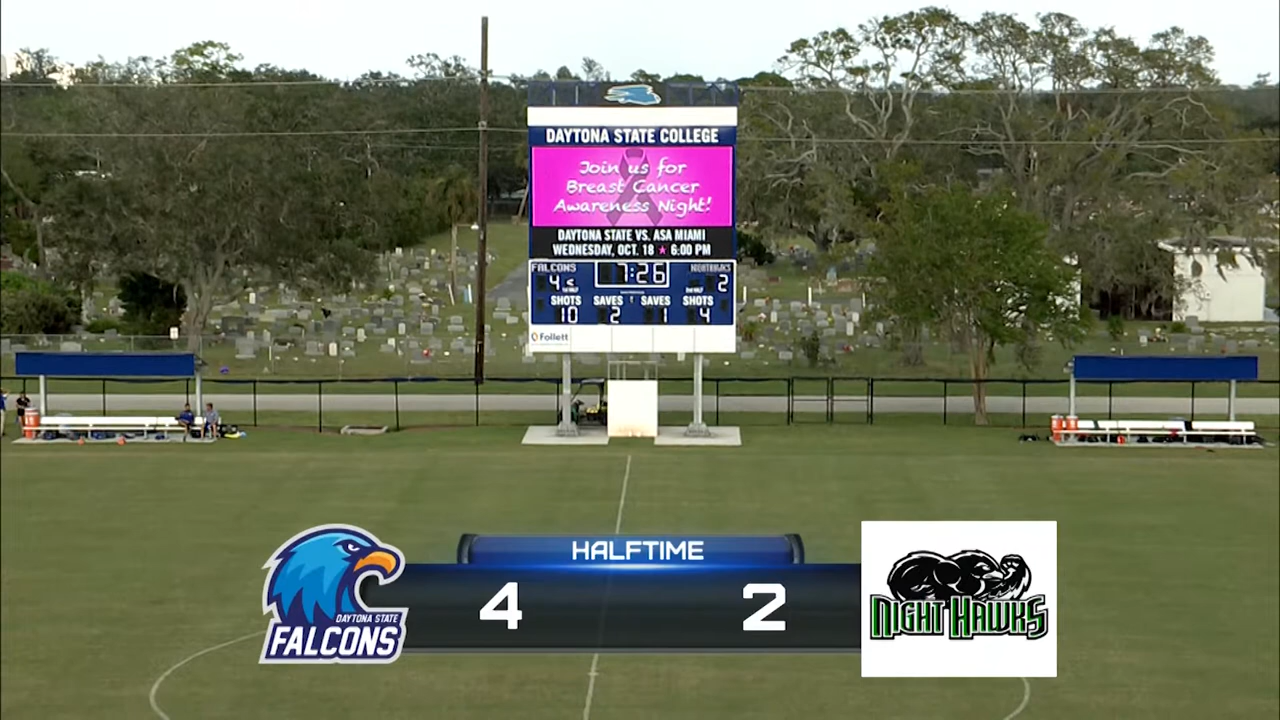 DAYTONA STATE COLLEGE
Join us for
Breast Cancer
Awareness Night!
DAYTONA STATE VS. ASA MIAMI
WEDNESDAY, OCT. 18 ★ 6:00 PM
FALCONS 7:26 NIGHTHAWKS
4 < 2
SHOTS SAVES SAVES SHOTS
10 2 1 4
Follett
HALFTIME
4 2
DAYTONA STATE
FALCONS
NIGHT HAWKS